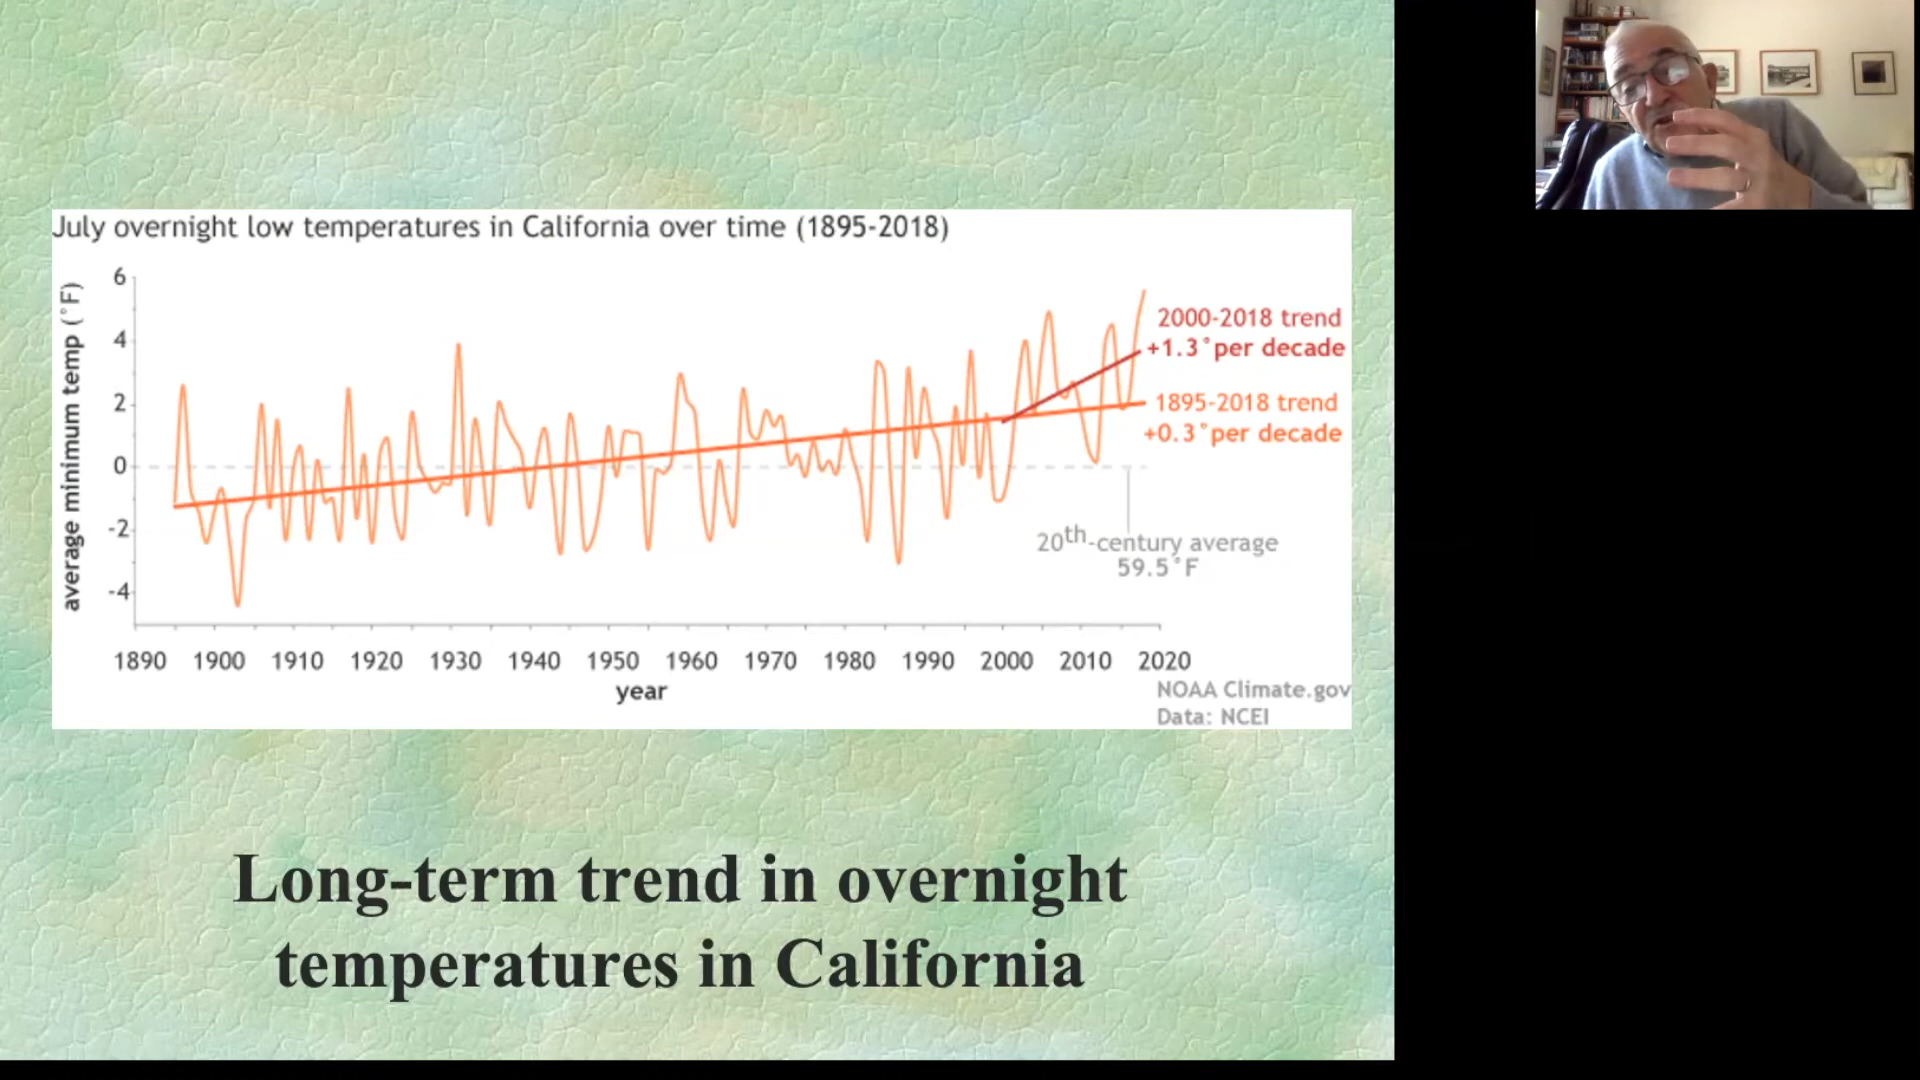 July overnight low temperatures in California over time (1895-2018)
average minimum temp (˚F)
6
4
2
0
-2
-4
2000-2018 trend
+1.3˚per decade
1895-2018 trend
+0.3˚per decade
20th-century average
59.5˚F
1890 1900 1910 1920 1930 1940 1950 1960 1970 1980 1990 2000 2010 2020
year
NOAA Climate.gov
Data: NCEI
Long-term trend in overnight
temperatures in California